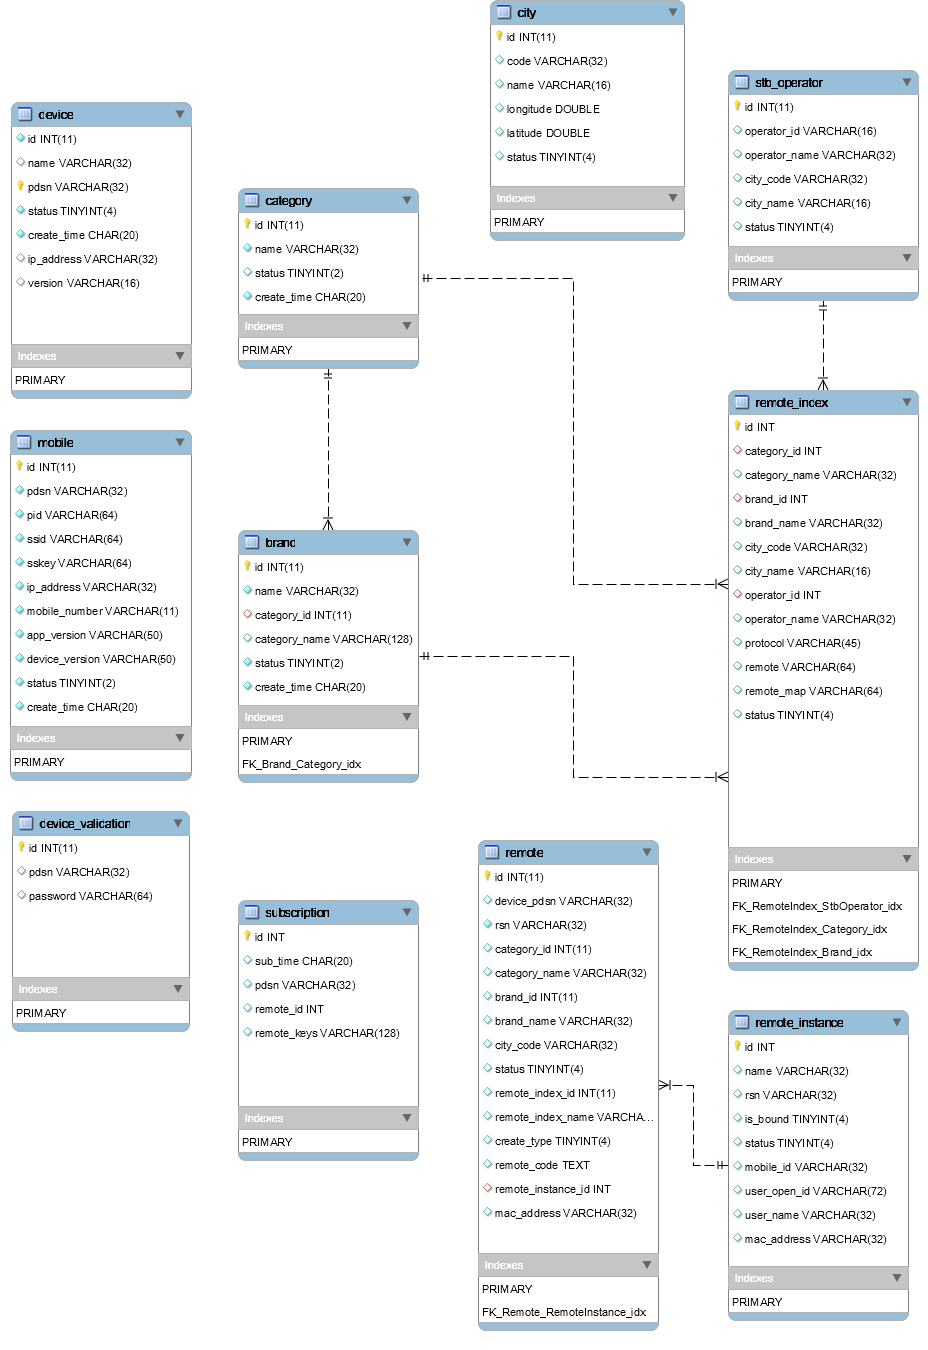 city
id INT(11)
code VARCHAR(32)
name VARCHAR(16)
longitude DOUBLE
latitude DOUBLE
status TINYINT(4)
Indexes
PRIMARY
stb_operator
id INT(11)
operator_id VARCHAR(16)
operator_name VARCHAR(32)
city_code VARCHAR(32)
city_name VARCHAR(16)
status TINYINT(4)
Indexes
PRIMARY
device
id INT(11)
name VARCHAR(32)
pdsn VARCHAR(32)
status TINYINT(4)
create_time CHAR(20)
ip_address VARCHAR(32)
version VARCHAR(16)
Indexes
PRIMARY
category
id INT(11)
name VARCHAR(32)
status TINYINT(2)
create_time CHAR(20)
Indexes
PRIMARY
remote_index
id INT
category_id INT
category_name VARCHAR(32)
brand_id INT
brand_name VARCHAR(32)
city_code VARCHAR(32)
city_name VARCHAR(16)
operator_id INT
operator_name VARCHAR(32)
protocol VARCHAR(45)
remote VARCHAR(64)
remote_map VARCHAR(64)
status TINYINT(4)
Indexes
PRIMARY
FK_RemoteIndex_StbOperator_idx
FK_RemoteIndex_Category_idx
FK_RemoteIndex_Brand_idx
mobile
id INT(11)
pdsn VARCHAR(32)
pid VARCHAR(64)
ssid VARCHAR(64)
sskey VARCHAR(64)
ip_address VARCHAR(32)
mobile_number VARCHAR(11)
app_version VARCHAR(50)
device_version VARCHAR(50)
status TINYINT(2)
create_time CHAR(20)
Indexes
PRIMARY
brand
id INT(11)
name VARCHAR(32)
category_id INT(11)
category_name VARCHAR(128)
status TINYINT(2)
create_time CHAR(20)
Indexes
PRIMARY
FK_Brand_Category_idx
device_validation
id INT(11)
pdsn VARCHAR(32)
password VARCHAR(64)
Indexes
PRIMARY
subscription
id INT
sub_time CHAR(20)
pdsn VARCHAR(32)
remote_id INT
remote_keys VARCHAR(128)
Indexes
PRIMARY
remote
id INT(11)
device_pdsn VARCHAR(32)
rsn VARCHAR(32)
category_id INT(11)
category_name VARCHAR(32)
brand_id INT(11)
brand_name VARCHAR(32)
city_code VARCHAR(32)
status TINYINT(4)
remote_index_id INT(11)
remote_index_name VARCHA...
create_type TINYINT(4)
remote_code TEXT
remote_instance_id INT
mac_address VARCHAR(32)
Indexes
PRIMARY
FK_Remote_RemoteInstance_idx
remote_instance
id INT
name VARCHAR(32)
rsn VARCHAR(32)
is_bound TINYINT(4)
status TINYINT(4)
mobile_id VARCHAR(32)
user_open_id VARCHAR(72)
user_name VARCHAR(32)
mac_address VARCHAR(32)
Indexes
PRIMARY